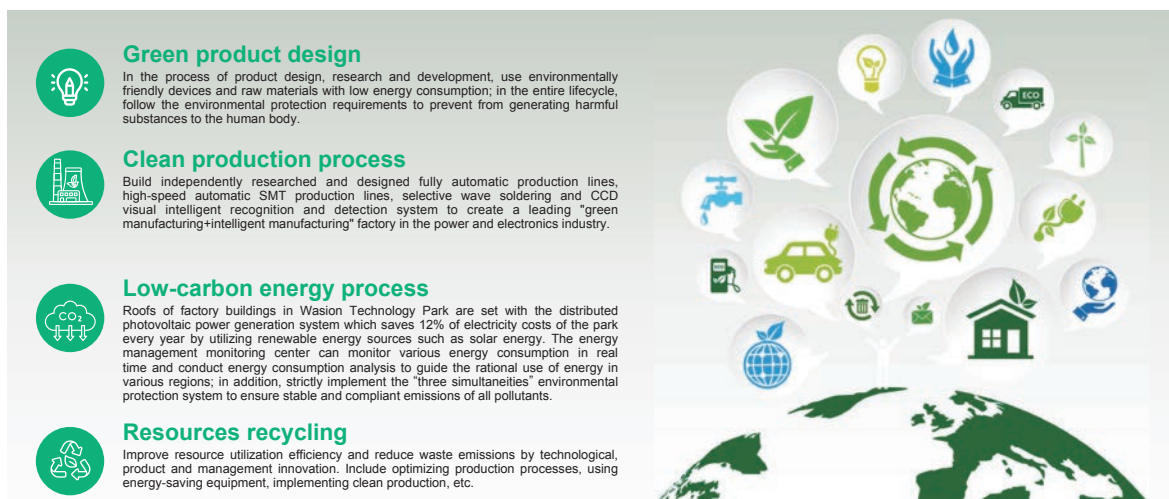 Green product design
In the process of product design, research and development, use environmentally
friendly devices and raw materials with low energy consumption; in the entire lifecycle,
follow the environmental protection requirements to prevent from generating harmful
substances to the human body.
Clean production process
Build independently researched and designed fully automatic production lines,
high-speed automatic SMT production lines, selective wave soldering and CCD
visual intelligent recognition and detection system to create a leading "green
manufacturing+intelligent manufacturing" factory in the power and electronics industry.
CO₂
Low-carbon energy process
Roofs of factory buildings in Wasion Technology Park are set with the distributed
photovoltaic power generation system which saves 12% of electricity costs of the park
every year by utilizing renewable energy sources such as solar energy. The energy
management monitoring center can monitor various energy consumption in real
time and conduct energy consumption analysis to guide the rational use of energy in
various regions; in addition, strictly implement the “three simultaneities” environmental
protection system to ensure stable and compliant emissions of all pollutants.
Resources recycling
Improve resource utilization efficiency and reduce waste emissions by technological,
product and management innovation. Include optimizing production processes, using
energy-saving equipment, implementing clean production, etc.
ECO